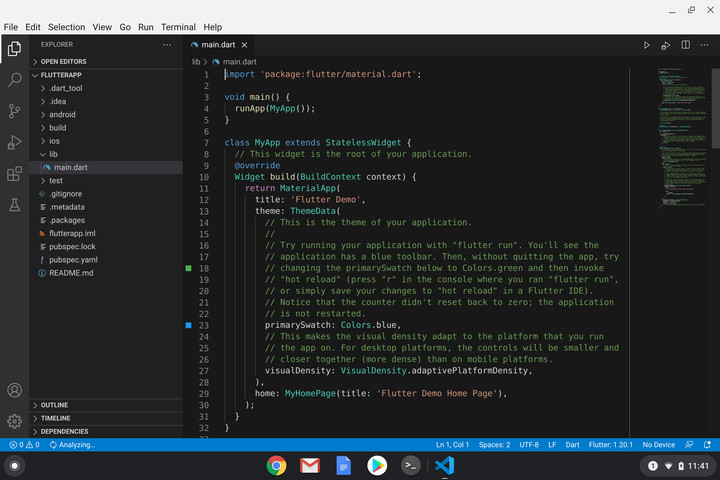 File Edit Selection View Go Run Terminal Help
EXPLORER
OPEN EDITORS
FLUTTERAPP
.dart_tool
.idea
android
build
ios
lib
main.dart
test
.gitignore
.metadata
.packages
flutterapp.iml
pubspec.lock
pubspec.yaml
README.md
OUTLINE
TIMELINE
DEPENDENCIES
main.dart
lib > main.dart
1 import 'package:flutter/material.dart';
2
3 void main() {
4 runApp(MyApp());
5 }
6
7 class MyApp extends StatelessWidget {
8 // This widget is the root of your application.
9 @override
10 Widget build(BuildContext context) {
11 return MaterialApp(
12 title: 'Flutter Demo',
13 theme: ThemeData(
14 // This is the theme of your application.
15 //
16 // Try running your application with "flutter run". You'll see the
17 // application has a blue toolbar. Then, without quitting the app, try
18 // changing the primarySwatch below to Colors.green and then invoke
19 // "hot reload" (press "r" in the console where you ran "flutter run",
20 // or simply save your changes to "hot reload" in a Flutter IDE).
21 // Notice that the counter didn't reset back to zero; the application
22 // is not restarted.
23 primarySwatch: Colors.blue,
24 // This makes the visual density adapt to the platform that you run
25 // the app on. For desktop platforms, the controls will be smaller and
26 // closer together (more dense) than on mobile platforms.
27 visualDensity: VisualDensity.adaptivePlatformDensity,
28 ),
29 home: MyHomePage(title: 'Flutter Demo Home Page'),
30 );
31 }
32 }
0 0 Analyzing... Ln 1, Col 1 Spaces: 2 UTF-8 LF Dart Flutter: 1.20.1 No Device
1 11:41